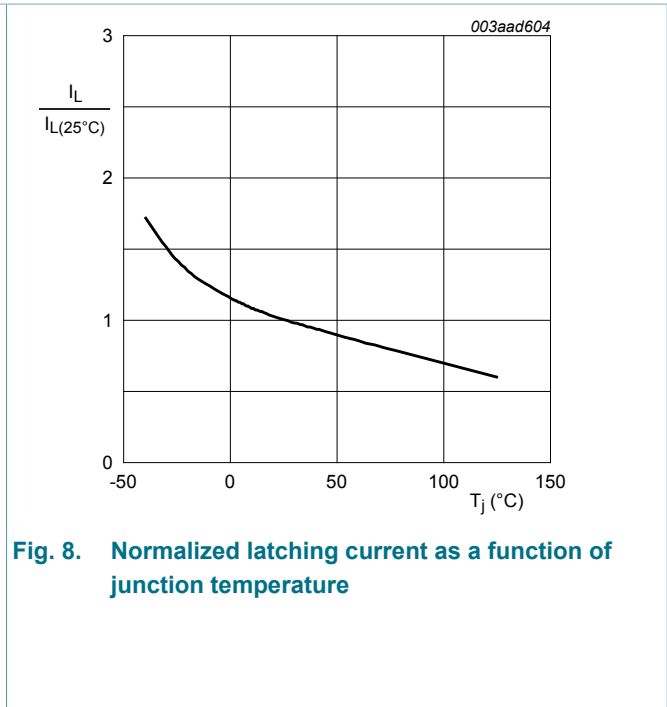 003aad604
3
I_L
I_L(25°C)
2
1
0
-50 0 50 100 150
T_j (°C)
Fig. 8. Normalized latching current as a function of
junction temperature